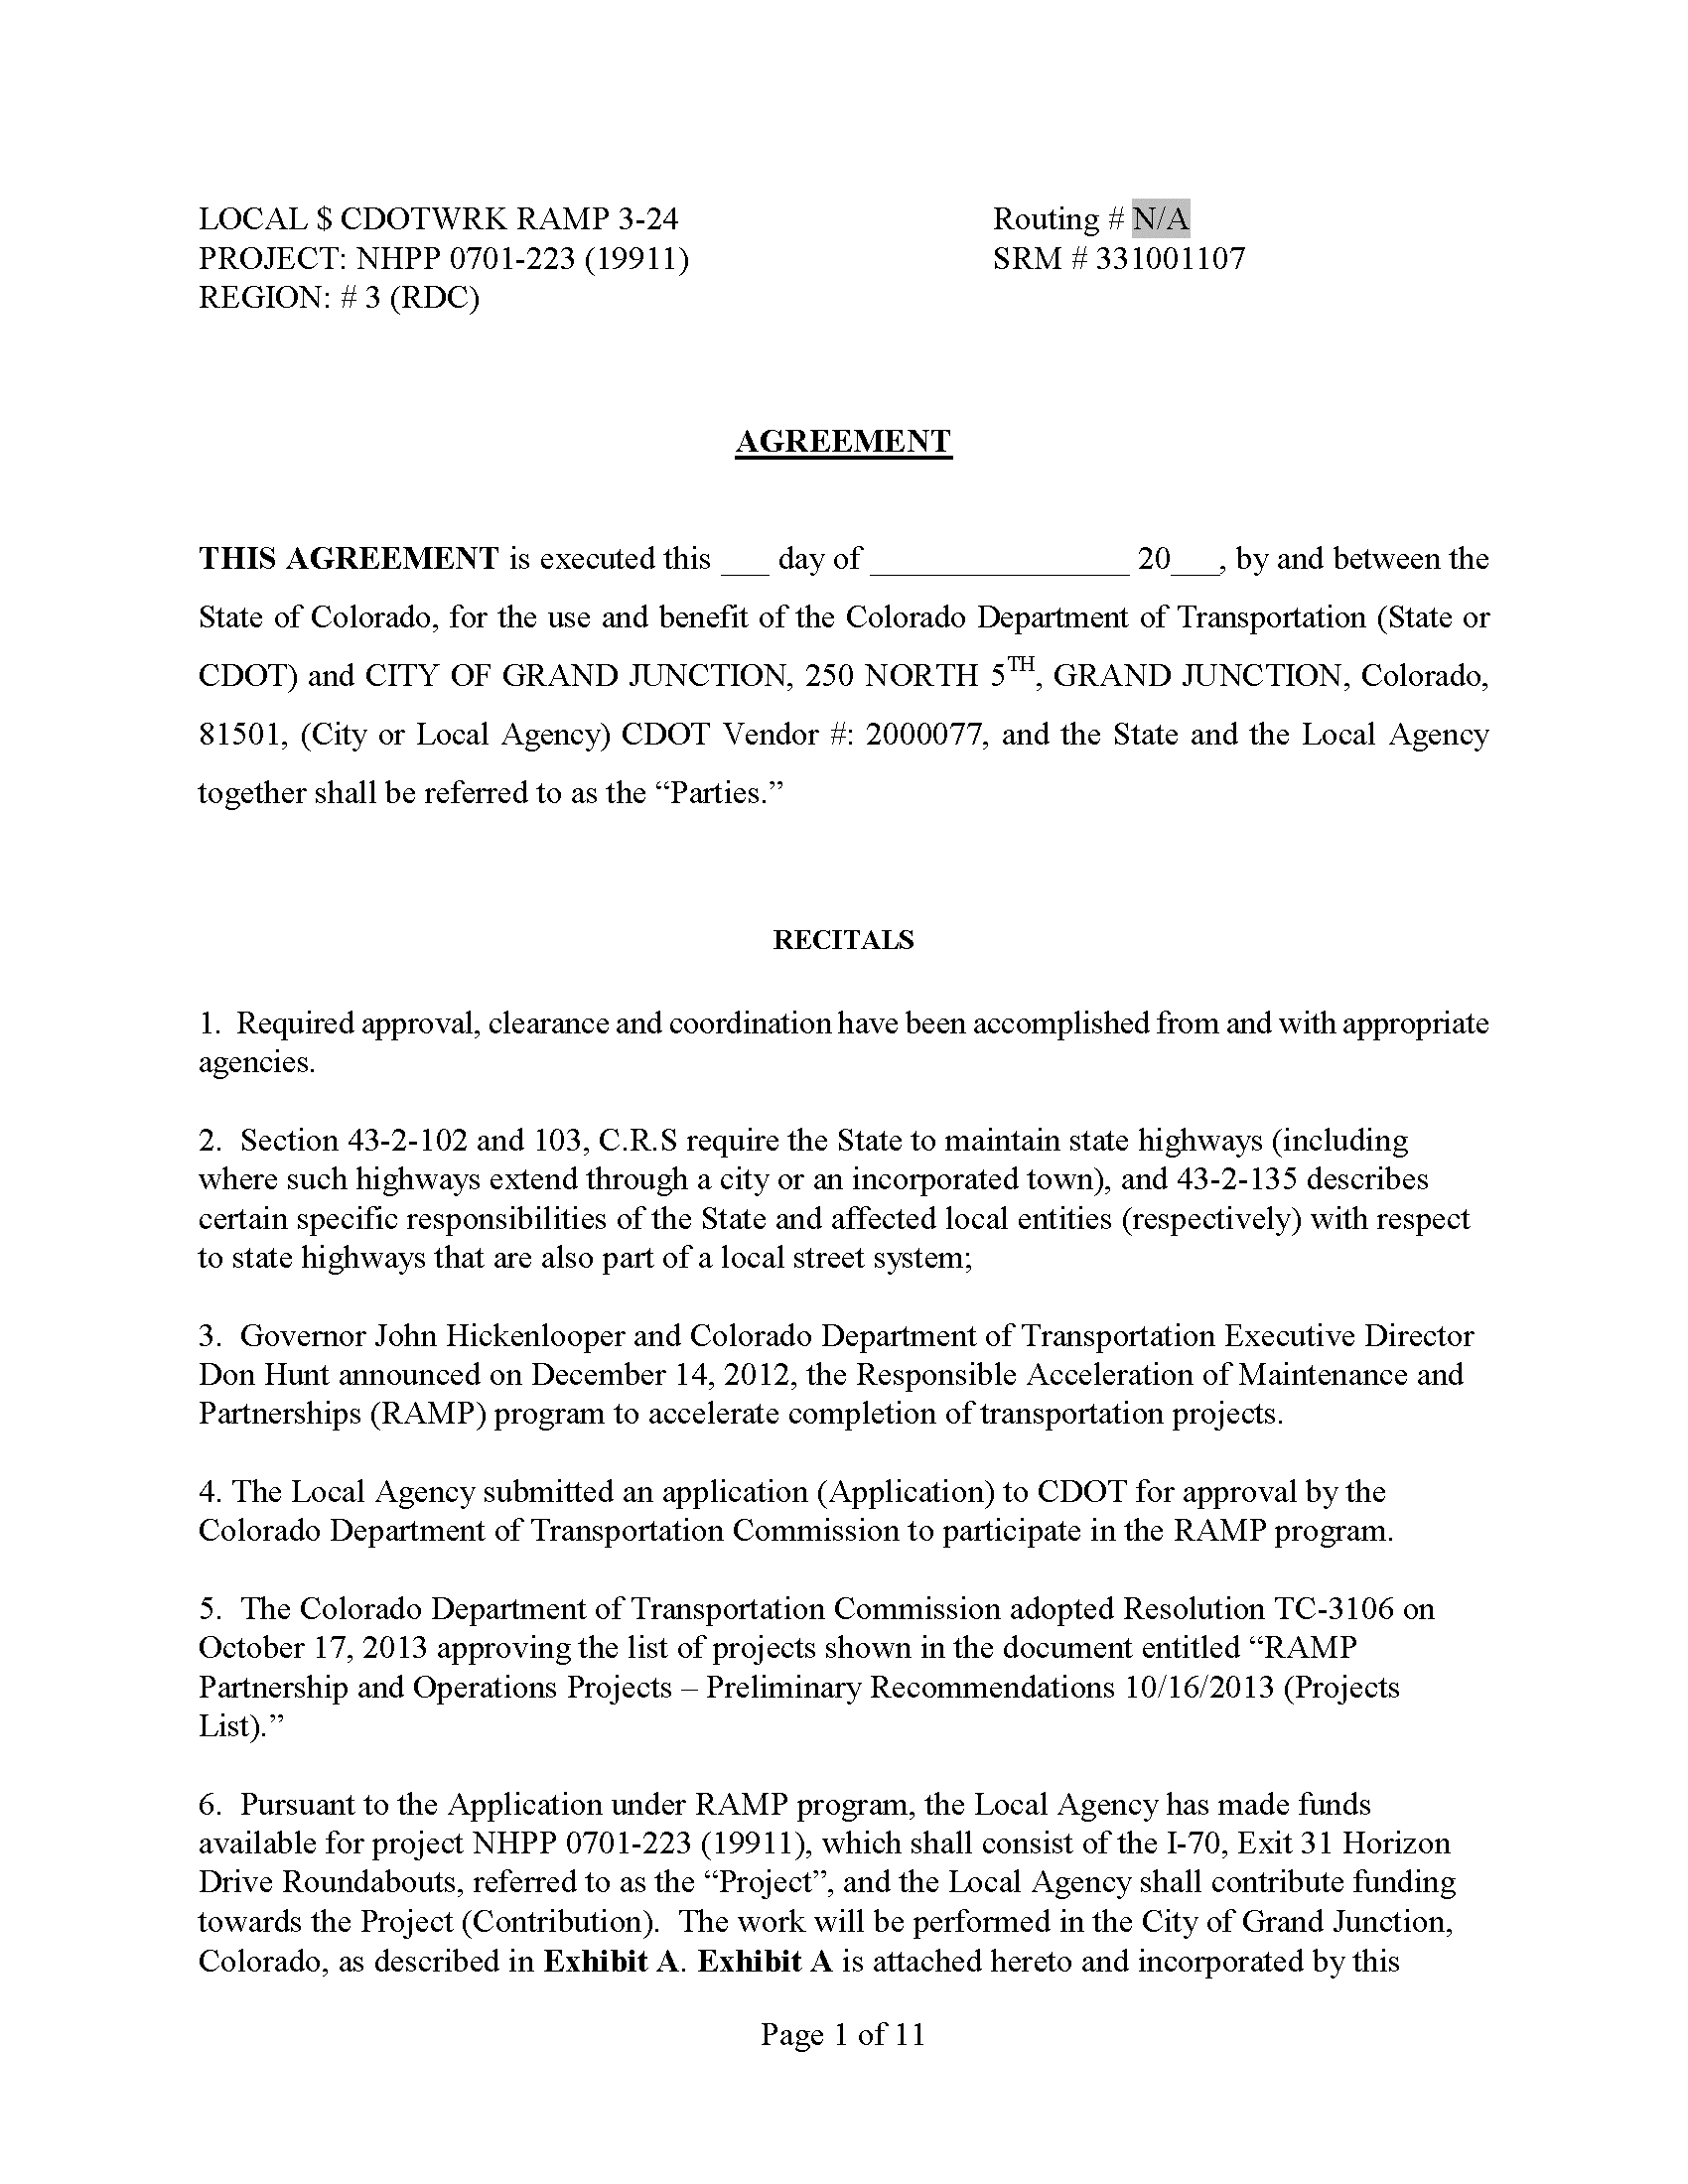 LOCAL $ CDOTWRK RAMP 3-24
Routing # N/A
PROJECT: NHPP 0701-223 (19911)
SRM # 331001107
REGION: # 3 (RDC)
AGREEMENT
THIS AGREEMENT is executed this ___ day of ________________ 20___, by and between the
State of Colorado, for the use and benefit of the Colorado Department of Transportation (State or
CDOT) and CITY OF GRAND JUNCTION, 250 NORTH 5TH, GRAND JUNCTION, Colorado,
81501, (City or Local Agency) CDOT Vendor #: 2000077, and the State and the Local Agency
together shall be referred to as the “Parties.”
RECITALS
1. Required approval, clearance and coordination have been accomplished from and with appropriate
agencies.
2. Section 43-2-102 and 103, C.R.S require the State to maintain state highways (including
where such highways extend through a city or an incorporated town), and 43-2-135 describes
certain specific responsibilities of the State and affected local entities (respectively) with respect
to state highways that are also part of a local street system;
3. Governor John Hickenlooper and Colorado Department of Transportation Executive Director
Don Hunt announced on December 14, 2012, the Responsible Acceleration of Maintenance and
Partnerships (RAMP) program to accelerate completion of transportation projects.
4. The Local Agency submitted an application (Application) to CDOT for approval by the
Colorado Department of Transportation Commission to participate in the RAMP program.
5. The Colorado Department of Transportation Commission adopted Resolution TC-3106 on
October 17, 2013 approving the list of projects shown in the document entitled “RAMP
Partnership and Operations Projects – Preliminary Recommendations 10/16/2013 (Projects
List).”
6. Pursuant to the Application under RAMP program, the Local Agency has made funds
available for project NHPP 0701-223 (19911), which shall consist of the I-70, Exit 31 Horizon
Drive Roundabouts, referred to as the “Project”, and the Local Agency shall contribute funding
towards the Project (Contribution). The work will be performed in the City of Grand Junction,
Colorado, as described in Exhibit A. Exhibit A is attached hereto and incorporated by this
Page 1 of 11